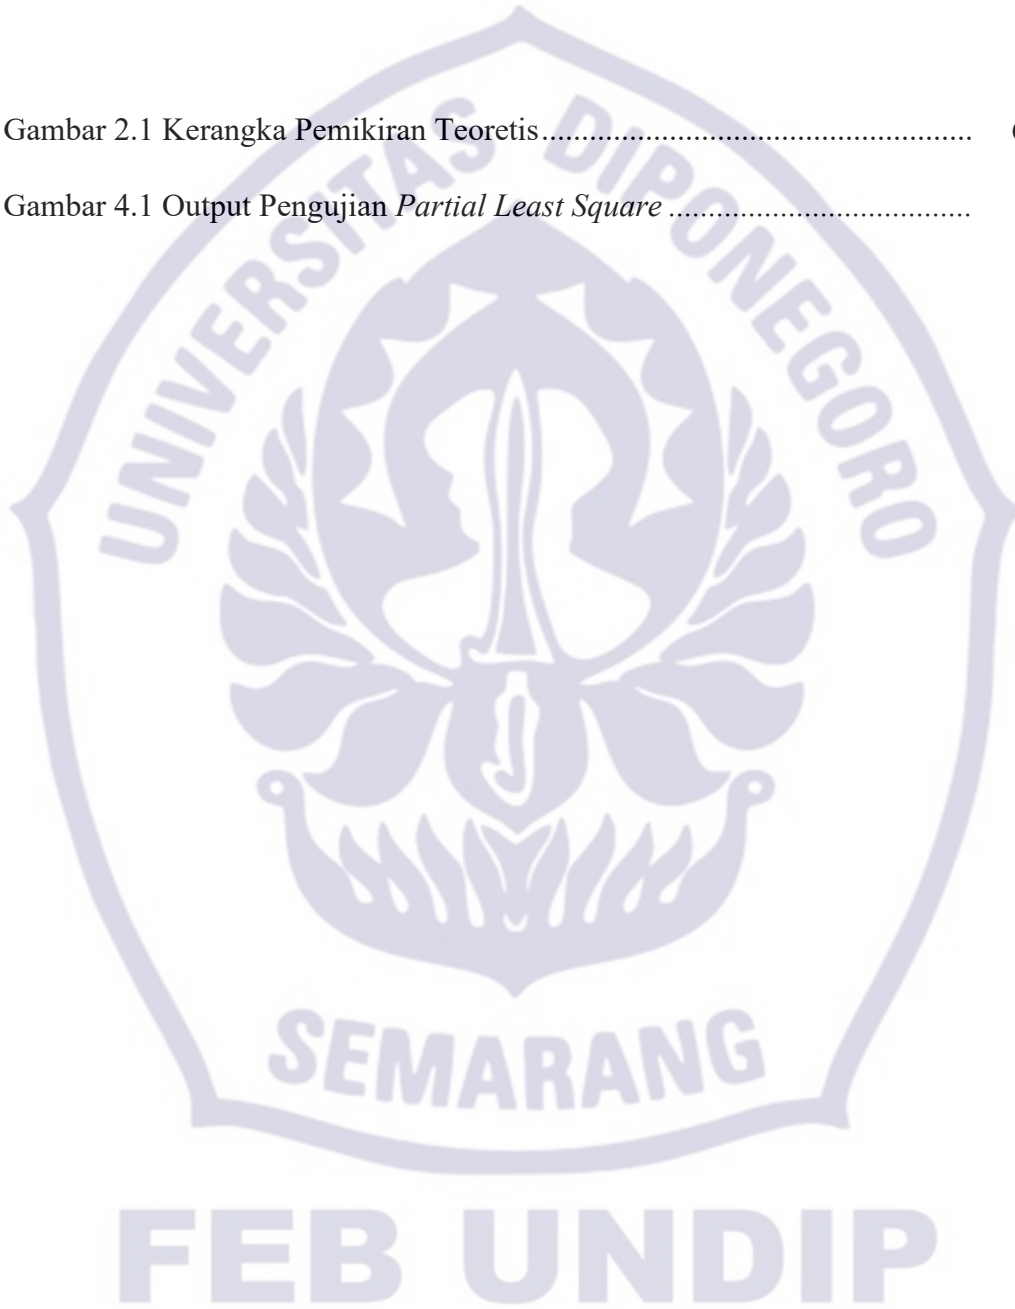 Gambar 2.1 Kerangka Pemikiran Teoretis......................................................
Gambar 4.1 Output Pengujian Partial Least Square ......................................
UNIVERSITAS DIPONEGORO
SEMARANG
FEB UNDIP